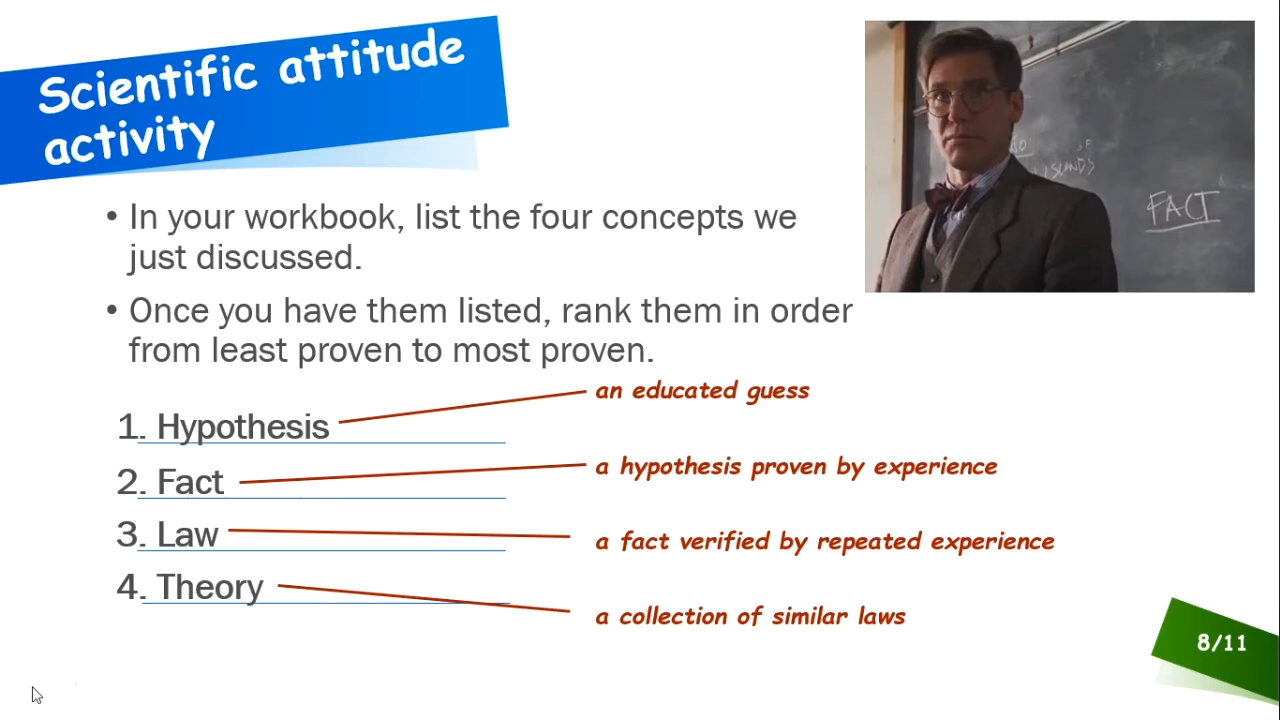 Scientific attitude
activity
FACT
• In your workbook, list the four concepts we
just discussed.
• Once you have them listed, rank them in order
from least proven to most proven.
an educated guess
1. Hypothesis
a hypothesis proven by experience
2. Fact
3. Law
a fact verified by repeated experience
4. Theory
a collection of similar laws
8/11